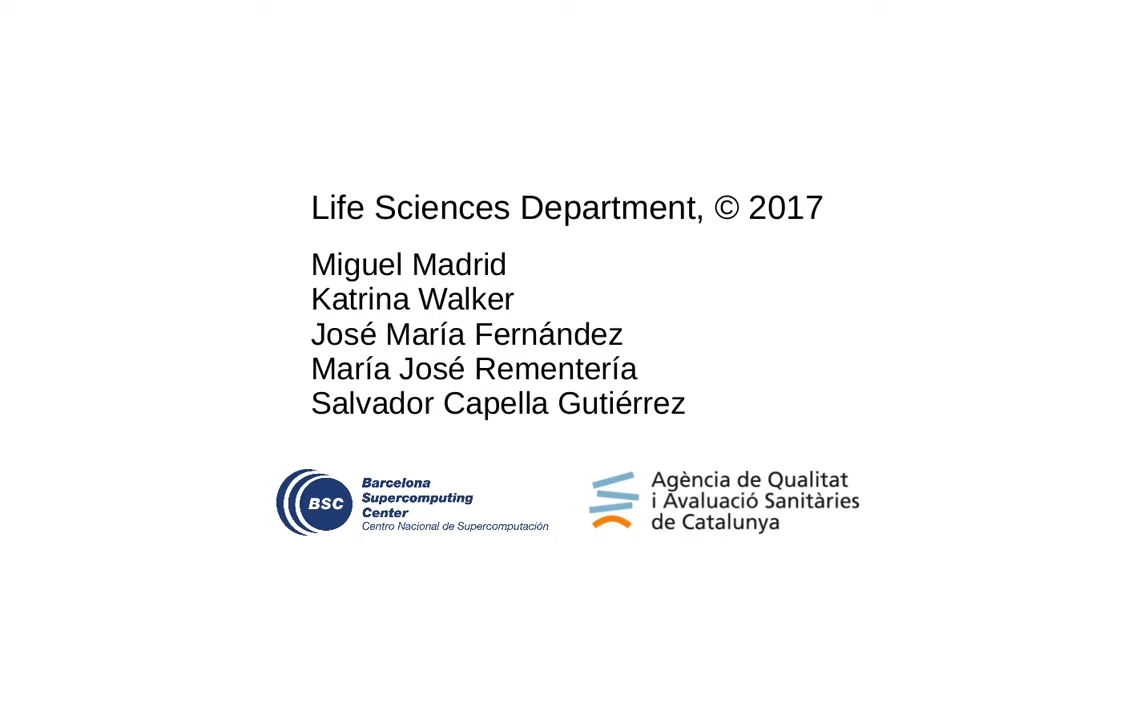 Life Sciences Department, © 2017
Miguel Madrid
Katrina Walker
José María Fernández
María José Rementería
Salvador Capella Gutiérrez
BSC
Barcelona
Supercomputing
Center
Centro Nacional de Supercomputación
Agència de Qualitat
i Avaluació Sanitàries
de Catalunya